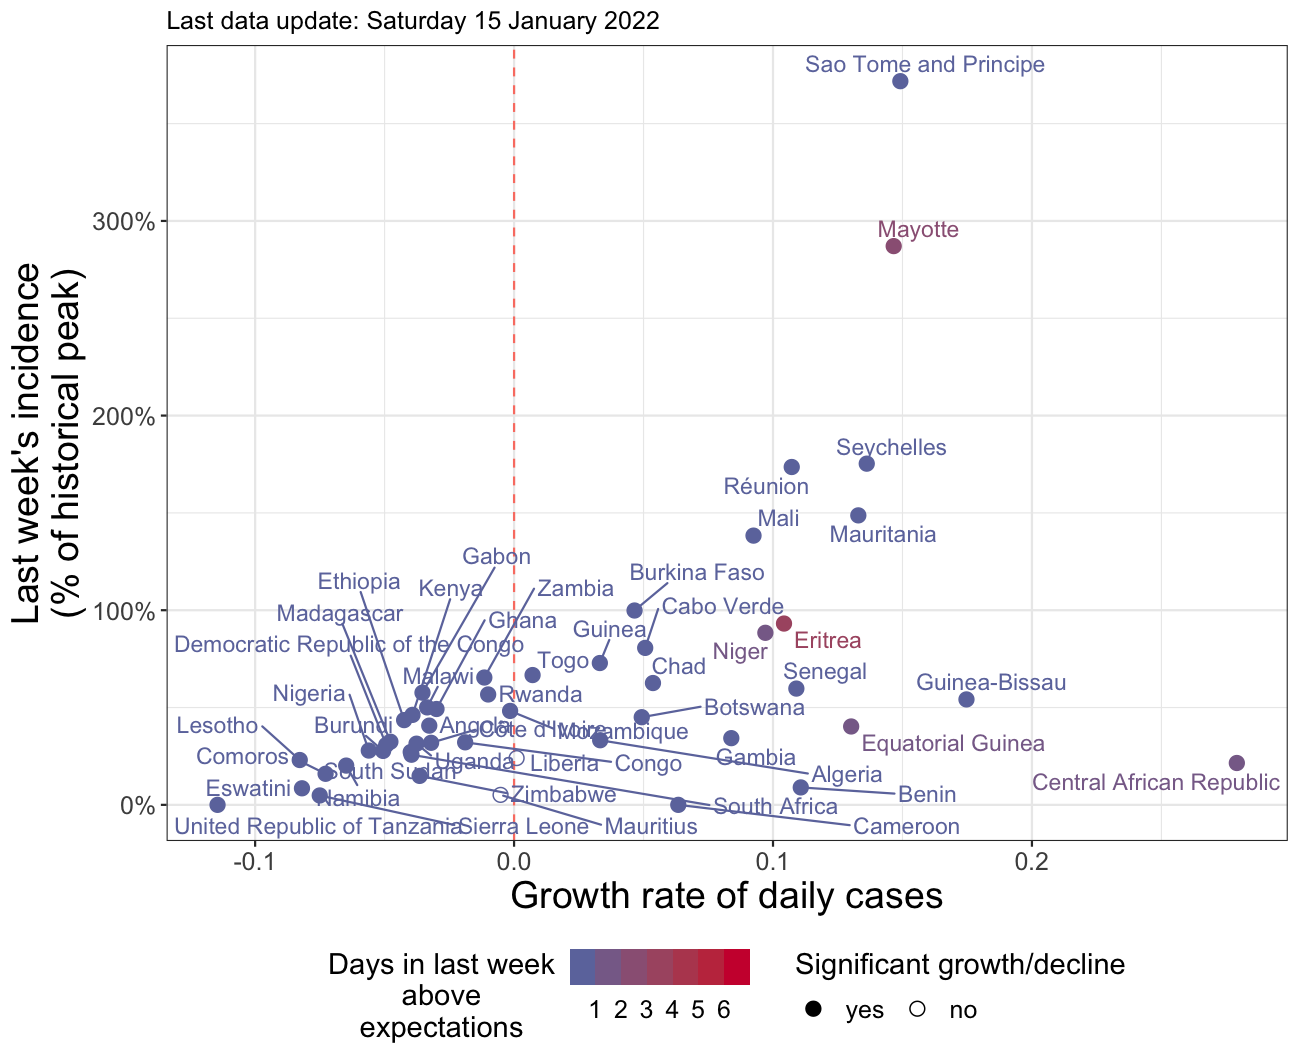 Last data update: Saturday 15 January 2022
Last week's incidence
(% of historical peak)
300%
200%
100%
0%
Sao Tome and Principe
Mayotte
Seychelles
Réunion
Mali
Mauritania
Gabon
Ethiopia
Kenya
Zambia
Burkina Faso
Madagascar
Ghana
Cabo Verde
Democratic Republic of the Congo
Guinea
Eritrea
Niger
Togo
Chad
Malawi
Senegal
Guinea-Bissau
Nigeria
Rwanda
Botswana
Lesotho
Burundi
Angola
Côte d'Ivoire
Mozambique
Equatorial Guinea
Comoros
South Sudan
Uganda
Liberia
Congo
Gambia
Algeria
Central African Republic
Eswatini
Namibia
Zimbabwe
South Africa
Benin
United Republic of Tanzania
Sierra Leone
Mauritius
Cameroon
-0.1
0.0
0.1
0.2
Growth rate of daily cases
Days in last week
above
expectations
1 2 3 4 5 6
Significant growth/decline
yes
no